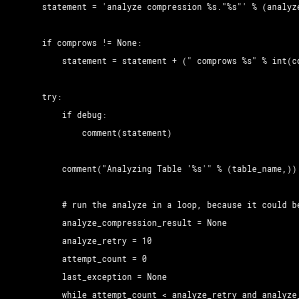 statement = 'analyze compression %s."%s"' % (analyze
if comprows != None:
statement = statement + (" comprows %s" % int(co
try:
if debug:
comment(statement)
comment("Analyzing Table '%s'" % (table_name,))
# run the analyze in a loop, because it could be
analyze_compression_result = None
analyze_retry = 10
attempt_count = 0
last_exception = None
while attempt_count < analyze_retry and analyze